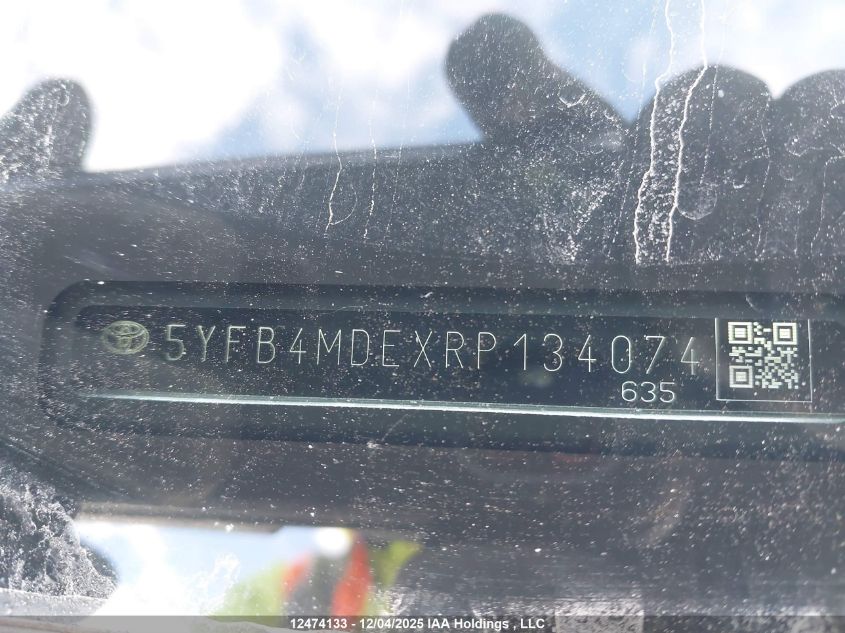 5YFB4MDEXRP134074
635
12474133 - 12/04/2025 IAA Holdings , LLC